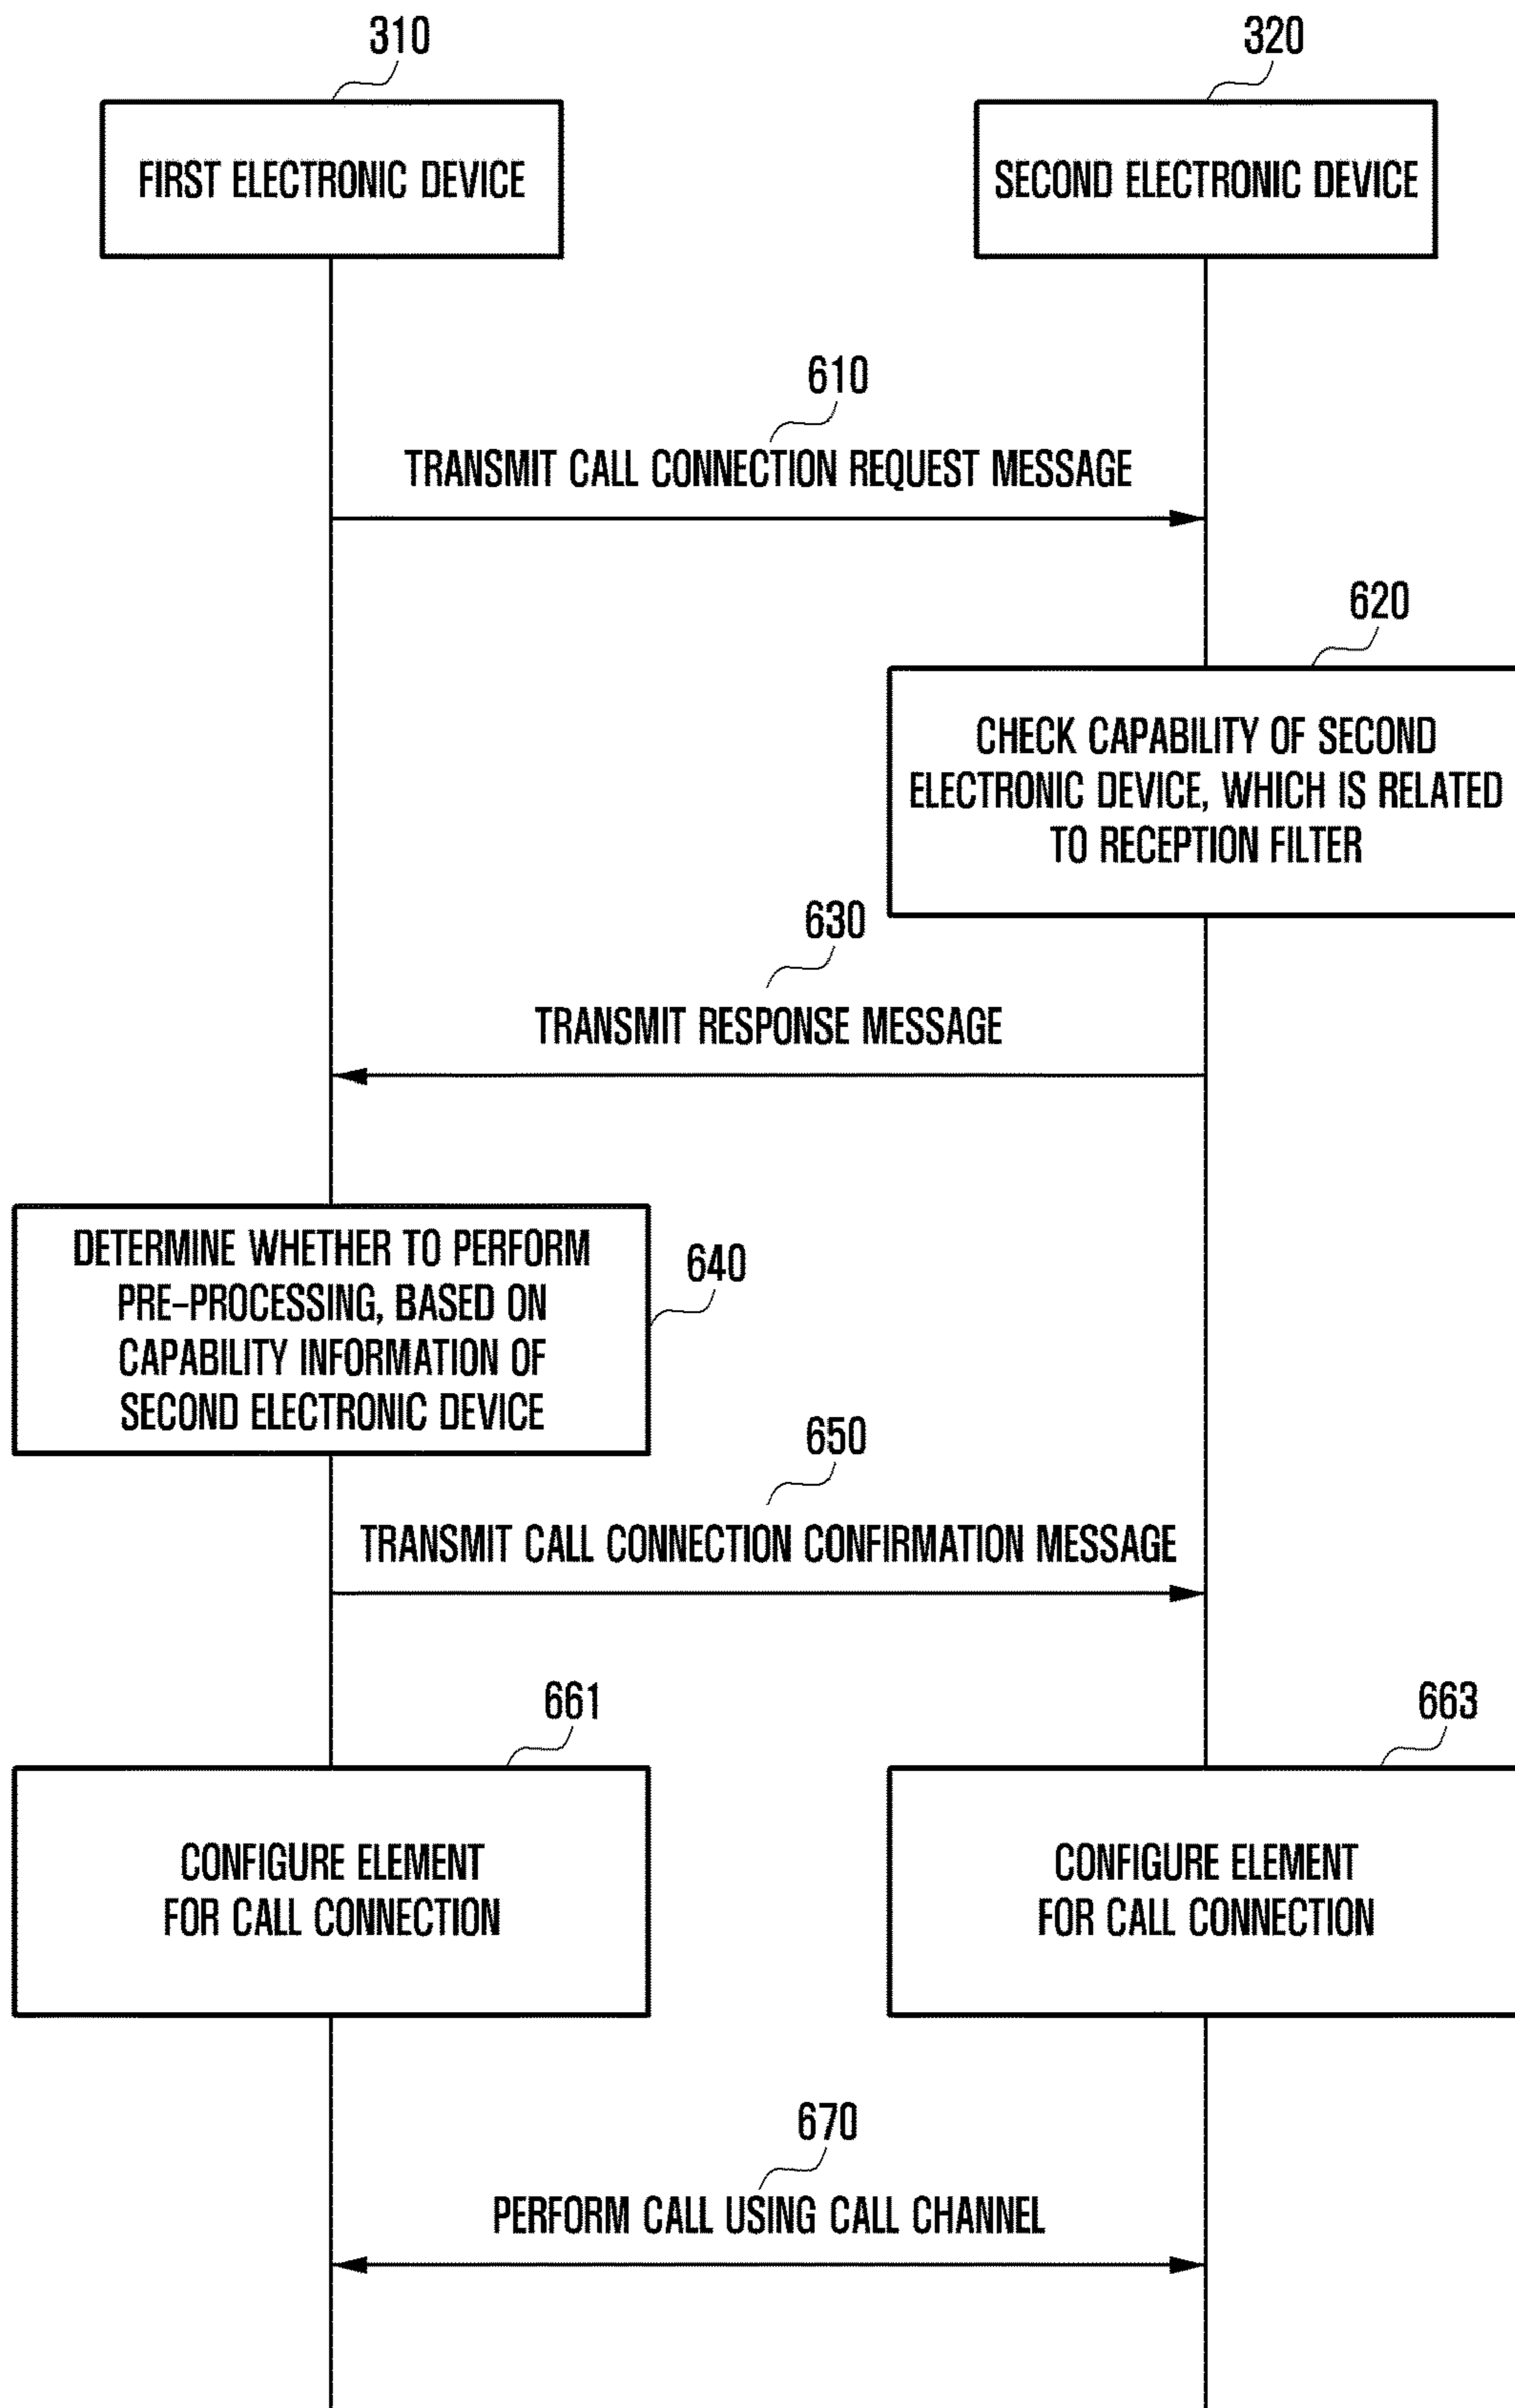 310
320
FIRST ELECTRONIC DEVICE
SECOND ELECTRONIC DEVICE
610
TRANSMIT CALL CONNECTION REQUEST MESSAGE
620
CHECK CAPABILITY OF SECOND
ELECTRONIC DEVICE, WHICH IS RELATED
TO RECEPTION FILTER
630
TRANSMIT RESPONSE MESSAGE
DETERMINE WHETHER TO PERFORM
PRE-PROCESSING, BASED ON
CAPABILITY INFORMATION OF
SECOND ELECTRONIC DEVICE
640
650
TRANSMIT CALL CONNECTION CONFIRMATION MESSAGE
661
663
CONFIGURE ELEMENT
FOR CALL CONNECTION
CONFIGURE ELEMENT
FOR CALL CONNECTION
670
PERFORM CALL USING CALL CHANNEL